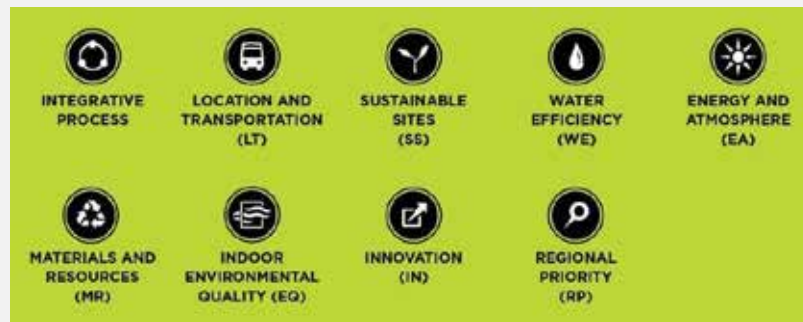 INTEGRATIVE
PROCESS
LOCATION AND
TRANSPORTATION
(LT)
SUSTAINABLE
SITES
(SS)
WATER
EFFICIENCY
(WE)
ENERGY AND
ATMOSPHERE
(EA)
MATERIALS AND
RESOURCES
(MR)
INDOOR
ENVIRONMENTAL
QUALITY (EQ)
INNOVATION
(IN)
REGIONAL
PRIORITY
(RP)